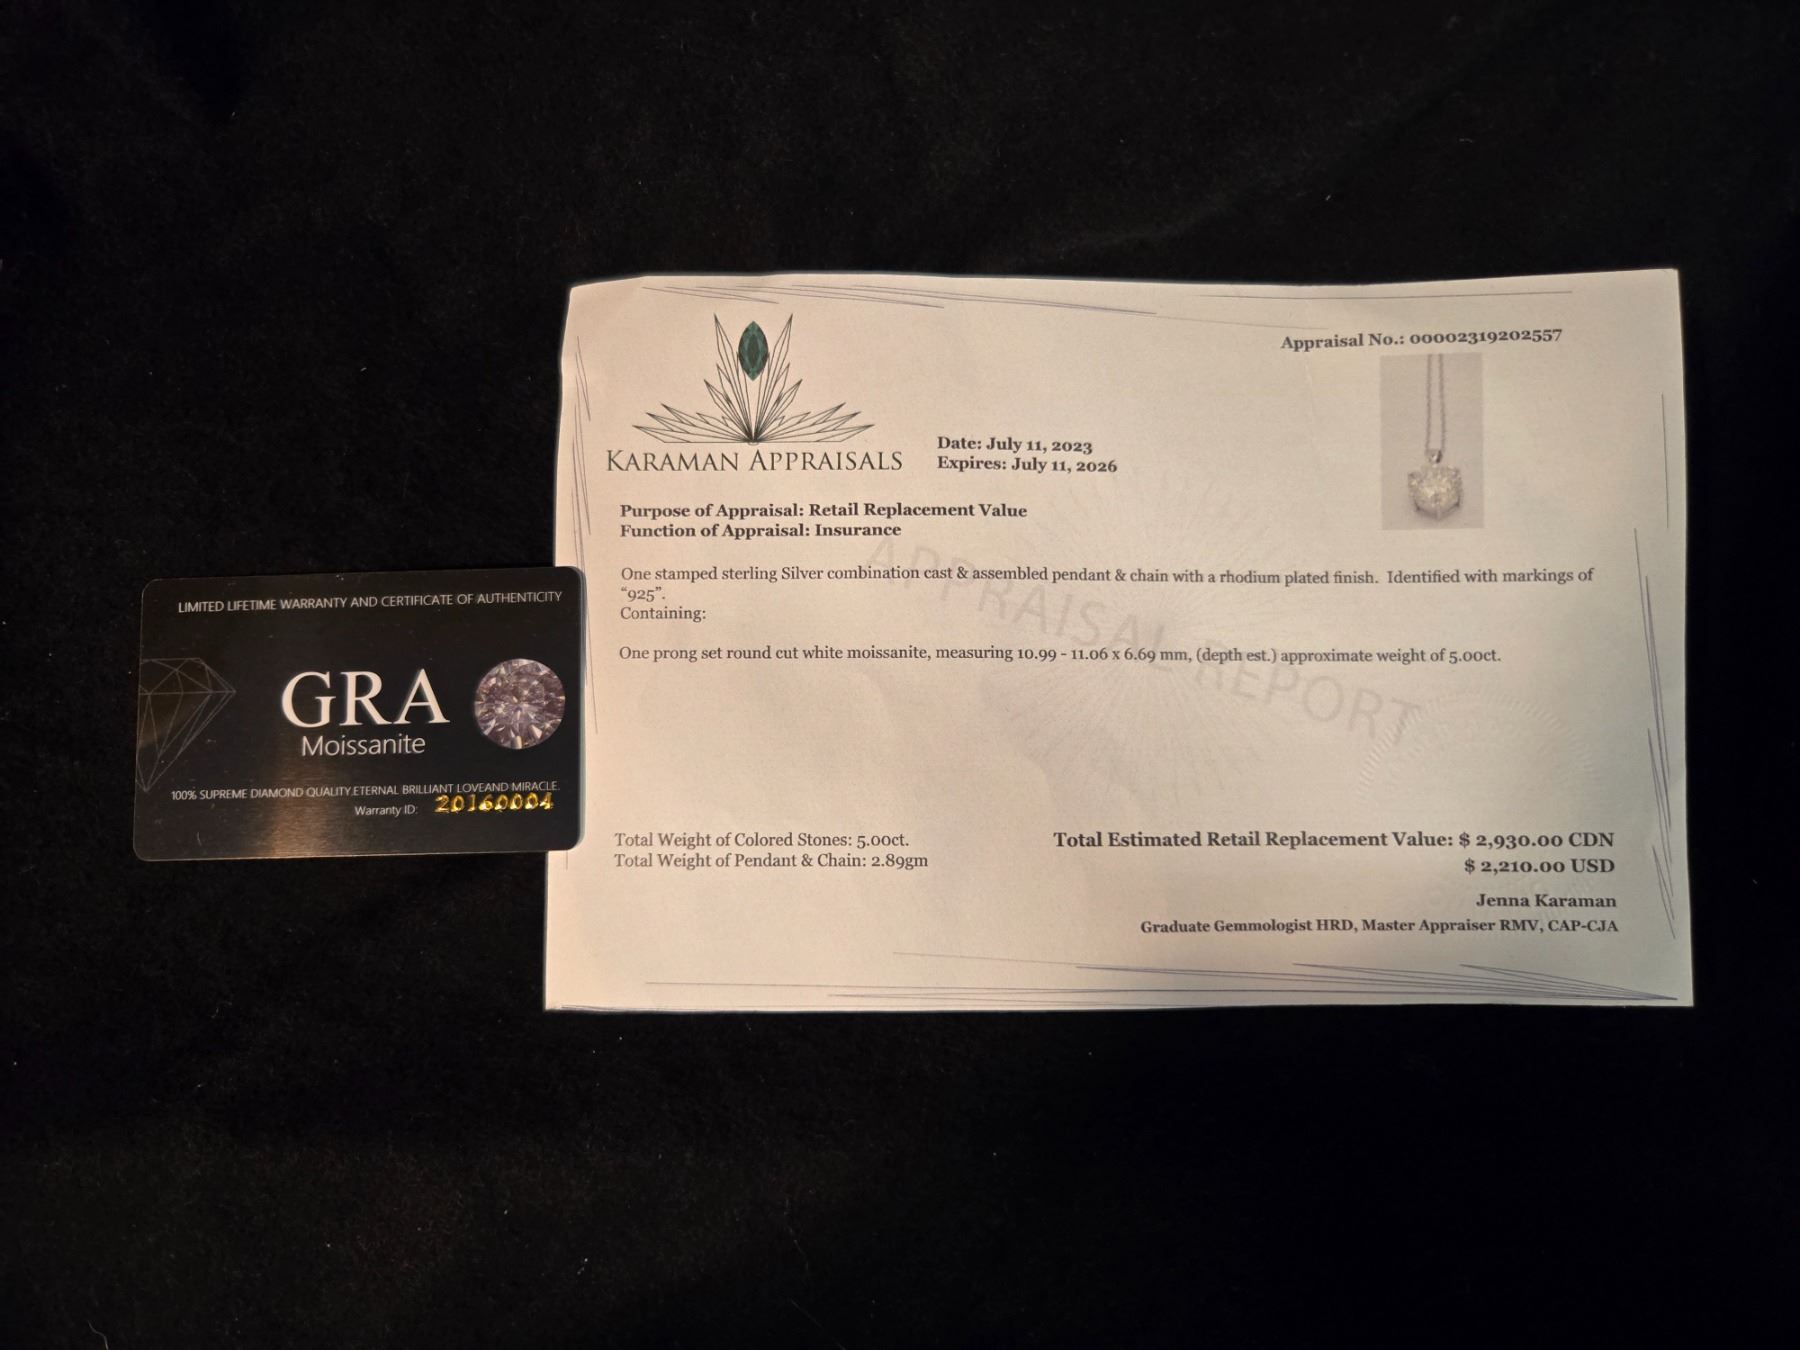 LIMITED LIFETIME WARRANTY AND CERTIFICATE OF AUTHENTICITY
GRA
Moissanite
100% SUPREME DIAMOND QUALITY.ETERNAL BRILLIANT LOVEAND MIRACLE.
Warranty ID: 20160004
KARAMAN APPRAISALS
Appraisal No.: 00002319202557
Date: July 11, 2023
Expires: July 11, 2026
Purpose of Appraisal: Retail Replacement Value
Function of Appraisal: Insurance
One stamped sterling Silver combination cast & assembled pendant & chain with a rhodium plated finish. Identified with markings of
“925”.
Containing:
One prong set round cut white moissanite, measuring 10.99 - 11.06 x 6.69 mm, (depth est.) approximate weight of 5.00ct.
APPRAISAL REPORT
Total Weight of Colored Stones: 5.00ct.
Total Weight of Pendant & Chain: 2.89gm
Total Estimated Retail Replacement Value: $ 2,930.00 CDN
$ 2,210.00 USD
Jenna Karaman
Graduate Gemmologist HRD, Master Appraiser RMV, CAP-CJA